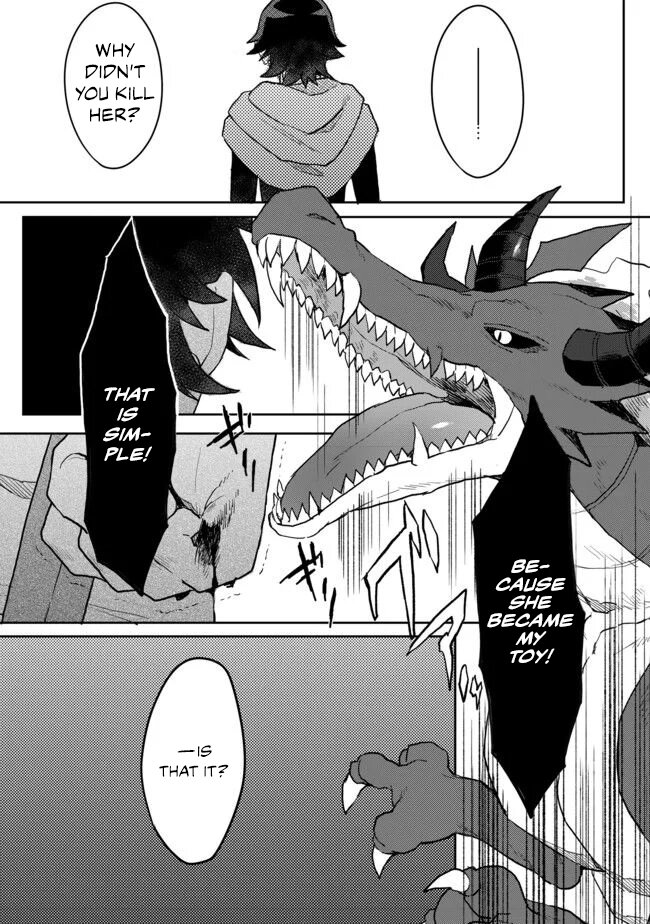 —…
WHY
DIDN'T
YOU KILL
HER?
BE-
CAUSE
SHE
BECAME
MY
TOY!
THAT
IS
SIM-
PLE!
—IS
THAT IT?